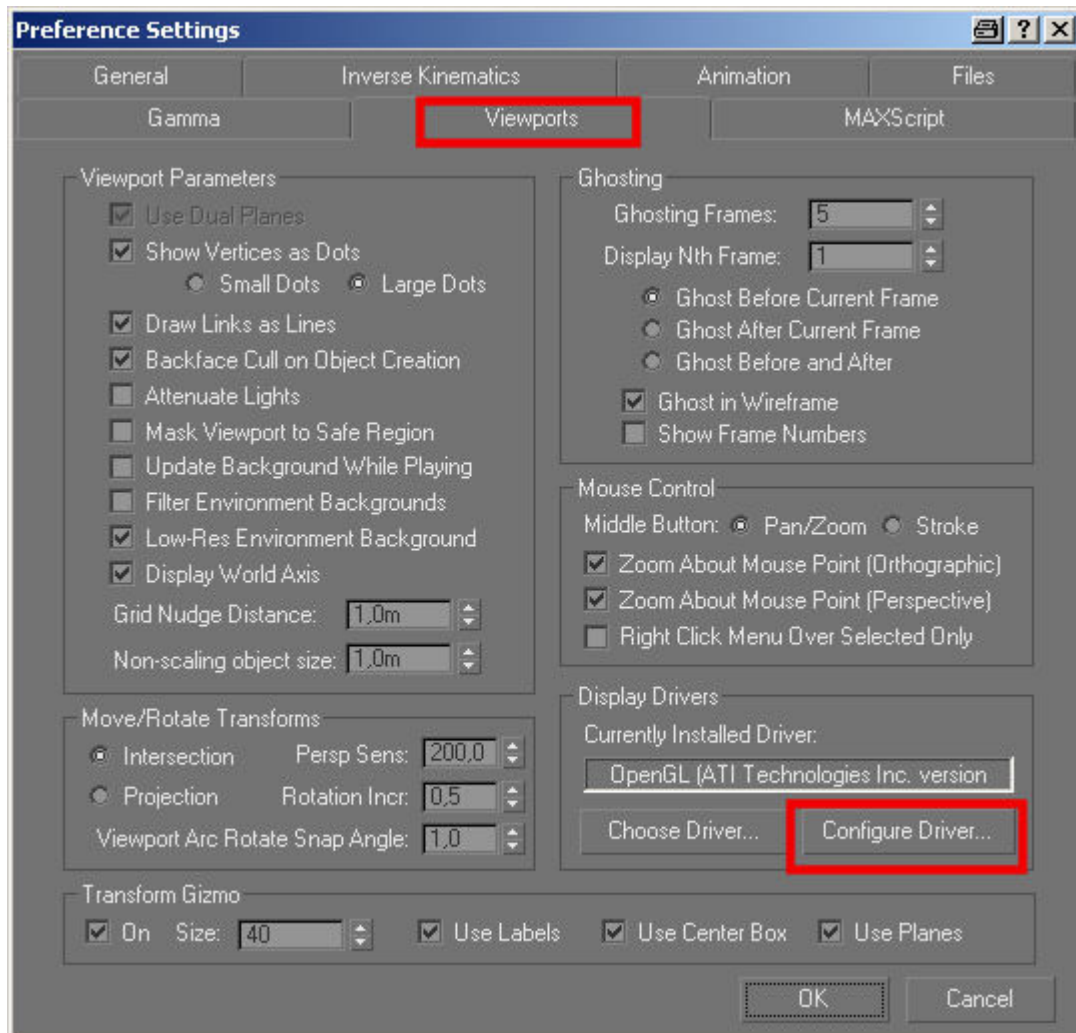 Preference Settings
General
Inverse Kinematics
Animation
Files
Gamma
Viewports
MAXScript
Viewport Parameters
Use Dual Planes
Show Vertices as Dots
Small Dots
Large Dots
Draw Links as Lines
Backface Cull on Object Creation
Attenuate Lights
Mask Viewport to Safe Region
Update Background While Playing
Filter Environment Backgrounds
Low-Res Environment Background
Display World Axis
Grid Nudge Distance: 1,0m
Non-scaling object size: 1,0m
Move/Rotate Transforms
Intersection
Persp Sens: 200,0
Projection
Rotation Incr: 0,5
Viewport Arc Rotate Snap Angle: 1,0
Ghosting
Ghosting Frames: 5
Display Nth Frame: 1
Ghost Before Current Frame
Ghost After Current Frame
Ghost Before and After
Ghost in Wireframe
Show Frame Numbers
Mouse Control
Middle Button: Pan/Zoom Stroke
Zoom About Mouse Point (Orthographic)
Zoom About Mouse Point (Perspective)
Right Click Menu Over Selected Only
Display Drivers
Currently Installed Driver:
OpenGL (ATI Technologies Inc. version
Choose Driver...
Configure Driver...
Transform Gizmo
On Size: 40 Use Labels Use Center Box Use Planes
OK
Cancel